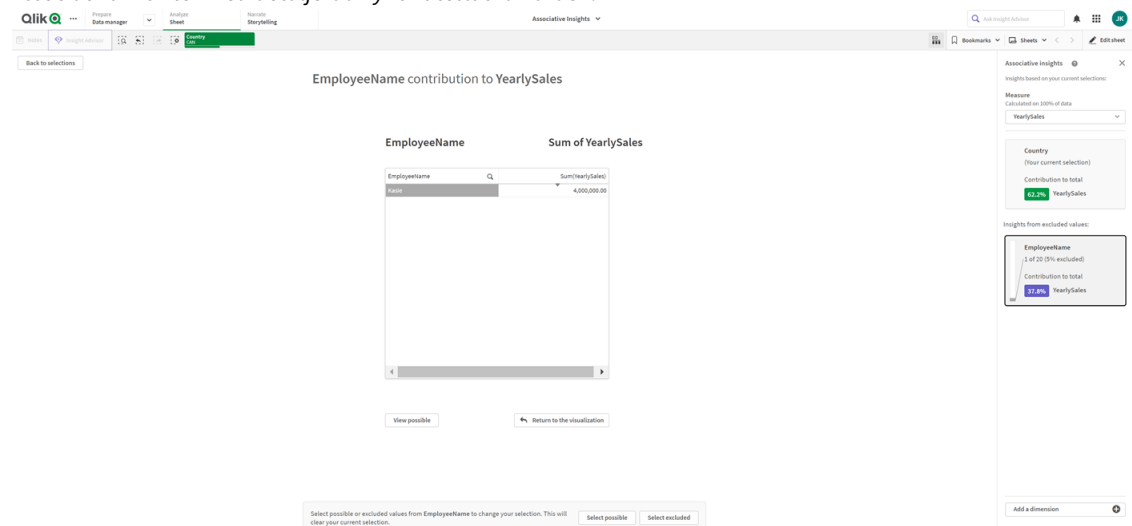 Qlik
Prepare
Data manager
Analyze
Sheet
Narrate
Storytelling
Associative Insights
Ask Insight Advisor
JK
Notes
Insight Advisor
Country
CAN
Bookmarks
Sheets
Edit sheet
Back to selections
EmployeeName contribution to YearlySales
EmployeeName
Sum of YearlySales
EmployeeName
Sum(YearlySales)
Kasie
4,000,000.00
View possible
Return to the visualization
Select possible or excluded values from EmployeeName to change your selection. This will
clear your current selection.
Select possible
Select excluded
Associative insights
Insights based on your current selections:
Measure
Calculated on 100% of data
YearlySales
Country
(Your current selection)
Contribution to total
62.2% YearlySales
Insights from excluded values:
EmployeeName
1 of 20 (5% excluded)
Contribution to total
37.8% YearlySales
Add a dimension